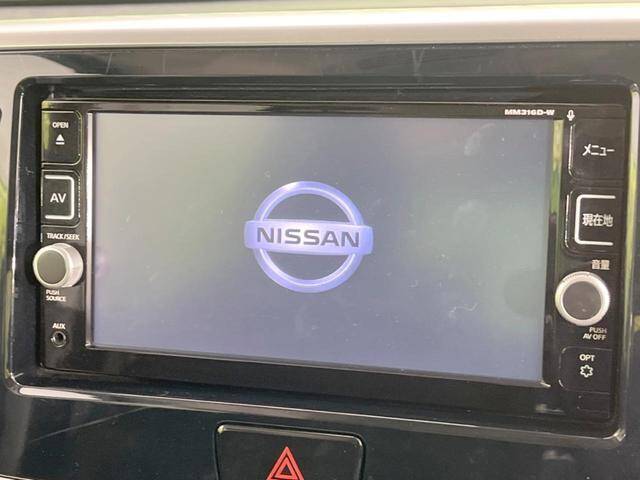 MM316D-W
OPEN
メニュー
AV
現在地
NISSAN
TRACK/SEEK
音量
PUSH
SOURCE
PUSH
AV OFF
AUX
OPT